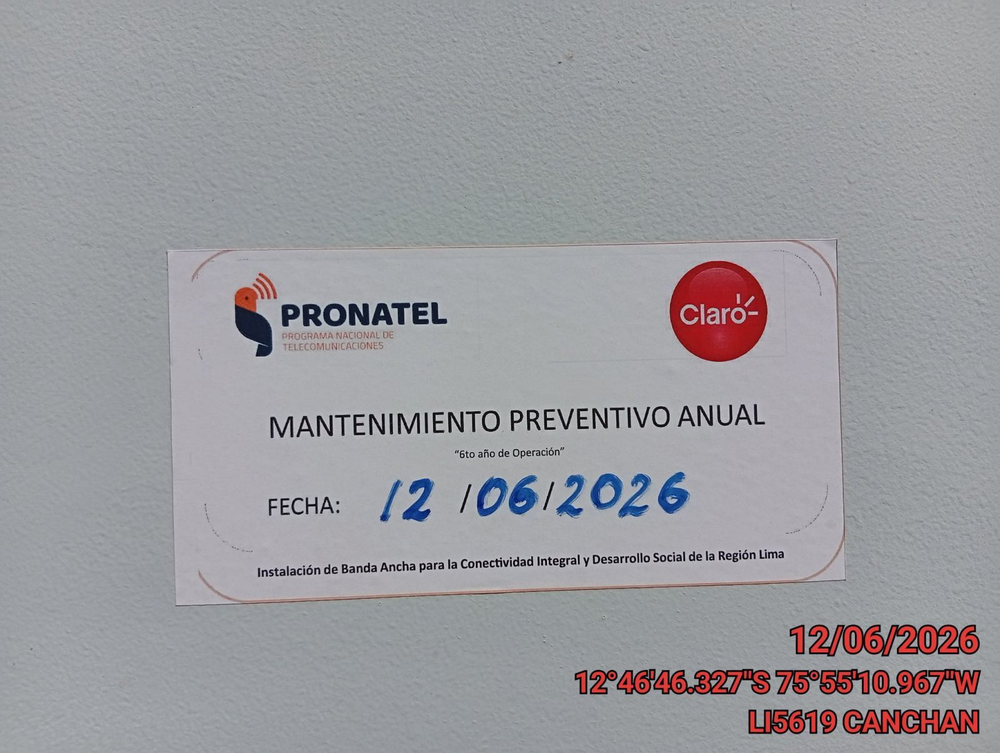 PRONATEL
PROGRAMA NACIONAL DE
TELECOMUNICACIONES
Claro
MANTENIMIENTO PREVENTIVO ANUAL
“6to año de Operación”
FECHA: 12 /06/2026
Instalación de Banda Ancha para la Conectividad Integral y Desarrollo Social de la Región Lima
12/06/2026
12°46'46.327"S 75°55'10.967"W
LI5619 CANCHAN